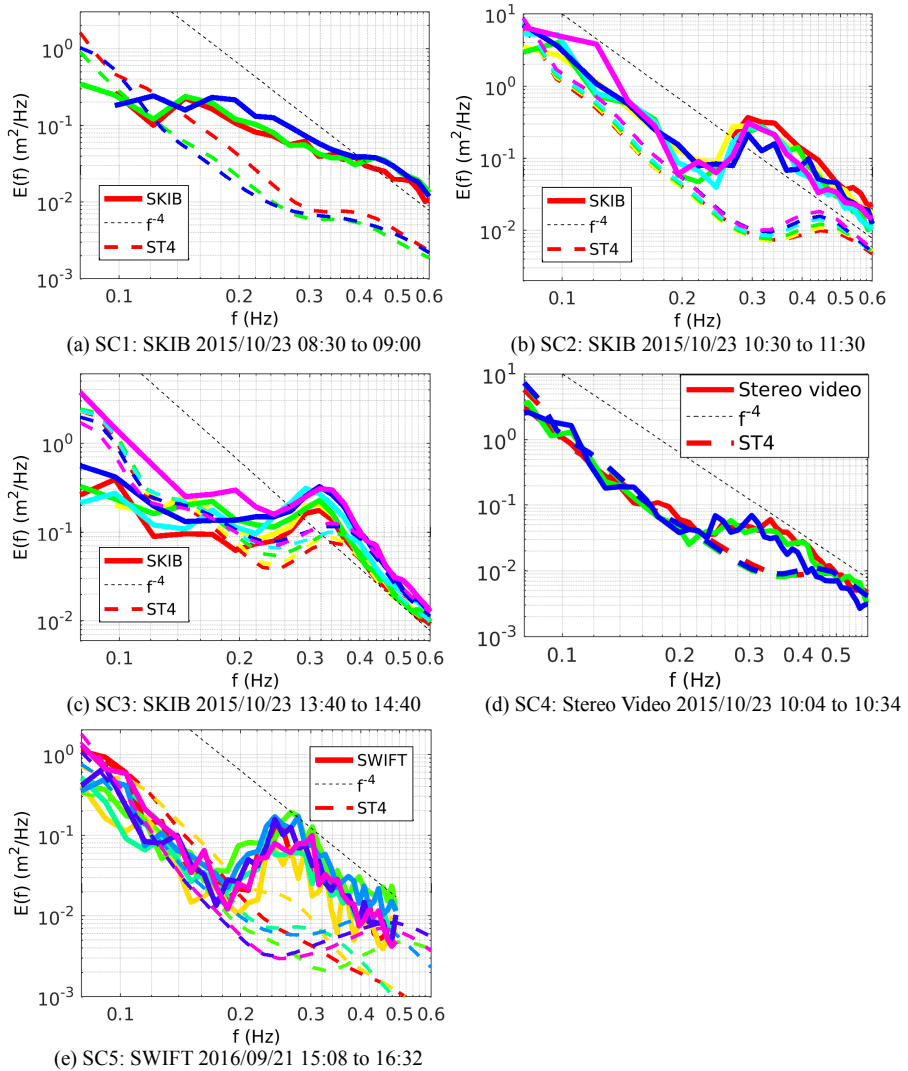 10^0
10^-1
10^-2
10^-3
E(f) (m^2/Hz)
SKIB
f^-4
ST4
0.1 0.2 0.3 0.4 0.5 0.6
f (Hz)
(a) SC1: SKIB 2015/10/23 08:30 to 09:00
10^1
10^0
10^-1
10^-2
E(f) (m^2/Hz)
SKIB
f^-4
ST4
0.1 0.2 0.3 0.4 0.5 0.6
f (Hz)
(b) SC2: SKIB 2015/10/23 10:30 to 11:30
10^0
10^-1
10^-2
E(f) (m^2/Hz)
SKIB
f^-4
ST4
0.1 0.2 0.3 0.4 0.5 0.6
f (Hz)
(c) SC3: SKIB 2015/10/23 13:40 to 14:40
10^1
10^0
10^-1
10^-2
10^-3
E(f) (m^2/Hz)
Stereo video
f^-4
ST4
0.1 0.2 0.3 0.4 0.5
f (Hz)
(d) SC4: Stereo Video 2015/10/23 10:04 to 10:34
10^0
10^-1
10^-2
10^-3
E(f) (m^2/Hz)
SWIFT
f^-4
ST4
0.1 0.2 0.3 0.4 0.5 0.6
f (Hz)
(e) SC5: SWIFT 2016/09/21 15:08 to 16:32